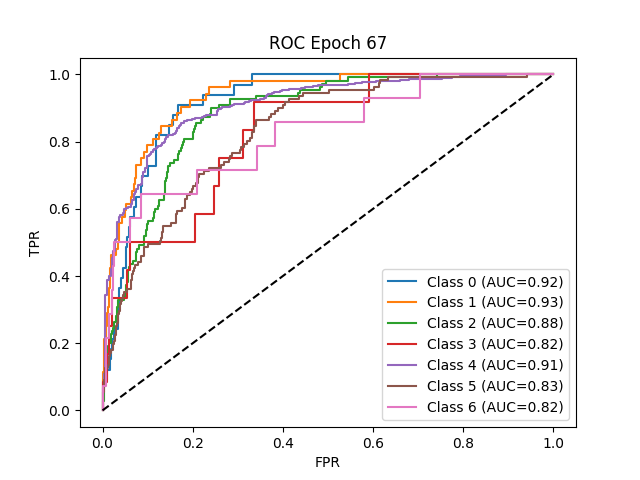 ROC Epoch 67
TPR
1.0
0.8
0.6
0.4
0.2
0.0
0.0 0.2 0.4 0.6 0.8 1.0
FPR
Class 0 (AUC=0.92)
Class 1 (AUC=0.93)
Class 2 (AUC=0.88)
Class 3 (AUC=0.82)
Class 4 (AUC=0.91)
Class 5 (AUC=0.83)
Class 6 (AUC=0.82)